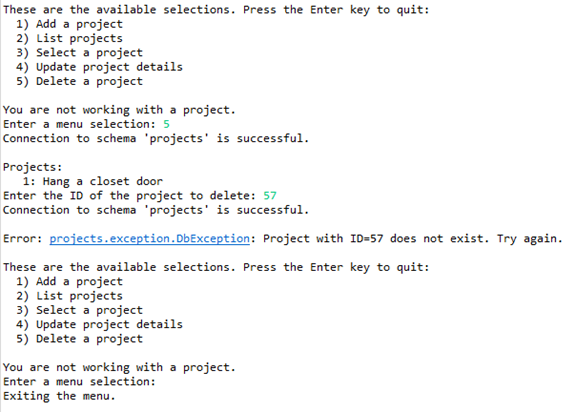 These are the available selections. Press the Enter key to quit:
  1) Add a project
  2) List projects
  3) Select a project
  4) Update project details
  5) Delete a project

You are not working with a project.
Enter a menu selection: 5
Connection to schema 'projects' is successful.

Projects:
   1: Hang a closet door
Enter the ID of the project to delete: 57
Connection to schema 'projects' is successful.

Error: projects.exception.DbException: Project with ID=57 does not exist. Try again.

These are the available selections. Press the Enter key to quit:
  1) Add a project
  2) List projects
  3) Select a project
  4) Update project details
  5) Delete a project

You are not working with a project.
Enter a menu selection:
Exiting the menu.